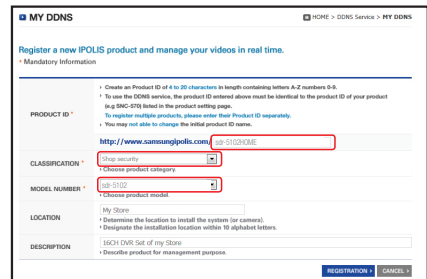 MY DDNS
HOME > DDNS Service > MY DDNS
Register a new IPOLIS product and manage your videos in real time.
* Mandatory Information
PRODUCT ID *
› Create an Product ID of 4 to 20 characters in length containing letters A-Z numbers 0-9.
› To use the DDNS service, the product ID entered above must be identical to the product ID of your product
(e.g SNC-570) listed in the product setting page.
To register multiple products, please enter their Product ID separately.
› You may not able to change the initial product ID name.
http://www.samsungipolis.com/ sdr-5102HOME
CLASSIRCATION *
Shop security
› Choose product category.
MODEL NUMBER *
sdr-5102
› Choose product model.
LOCATION
My Store
› Determine the location to install the system (or camera).
› Designate the installation location within 10 alphabet letters.
DESCRIPTION
16CH DVR Set of my Store
› Describe product for management purpose.
REGISTRATION ›
CANCEL ›